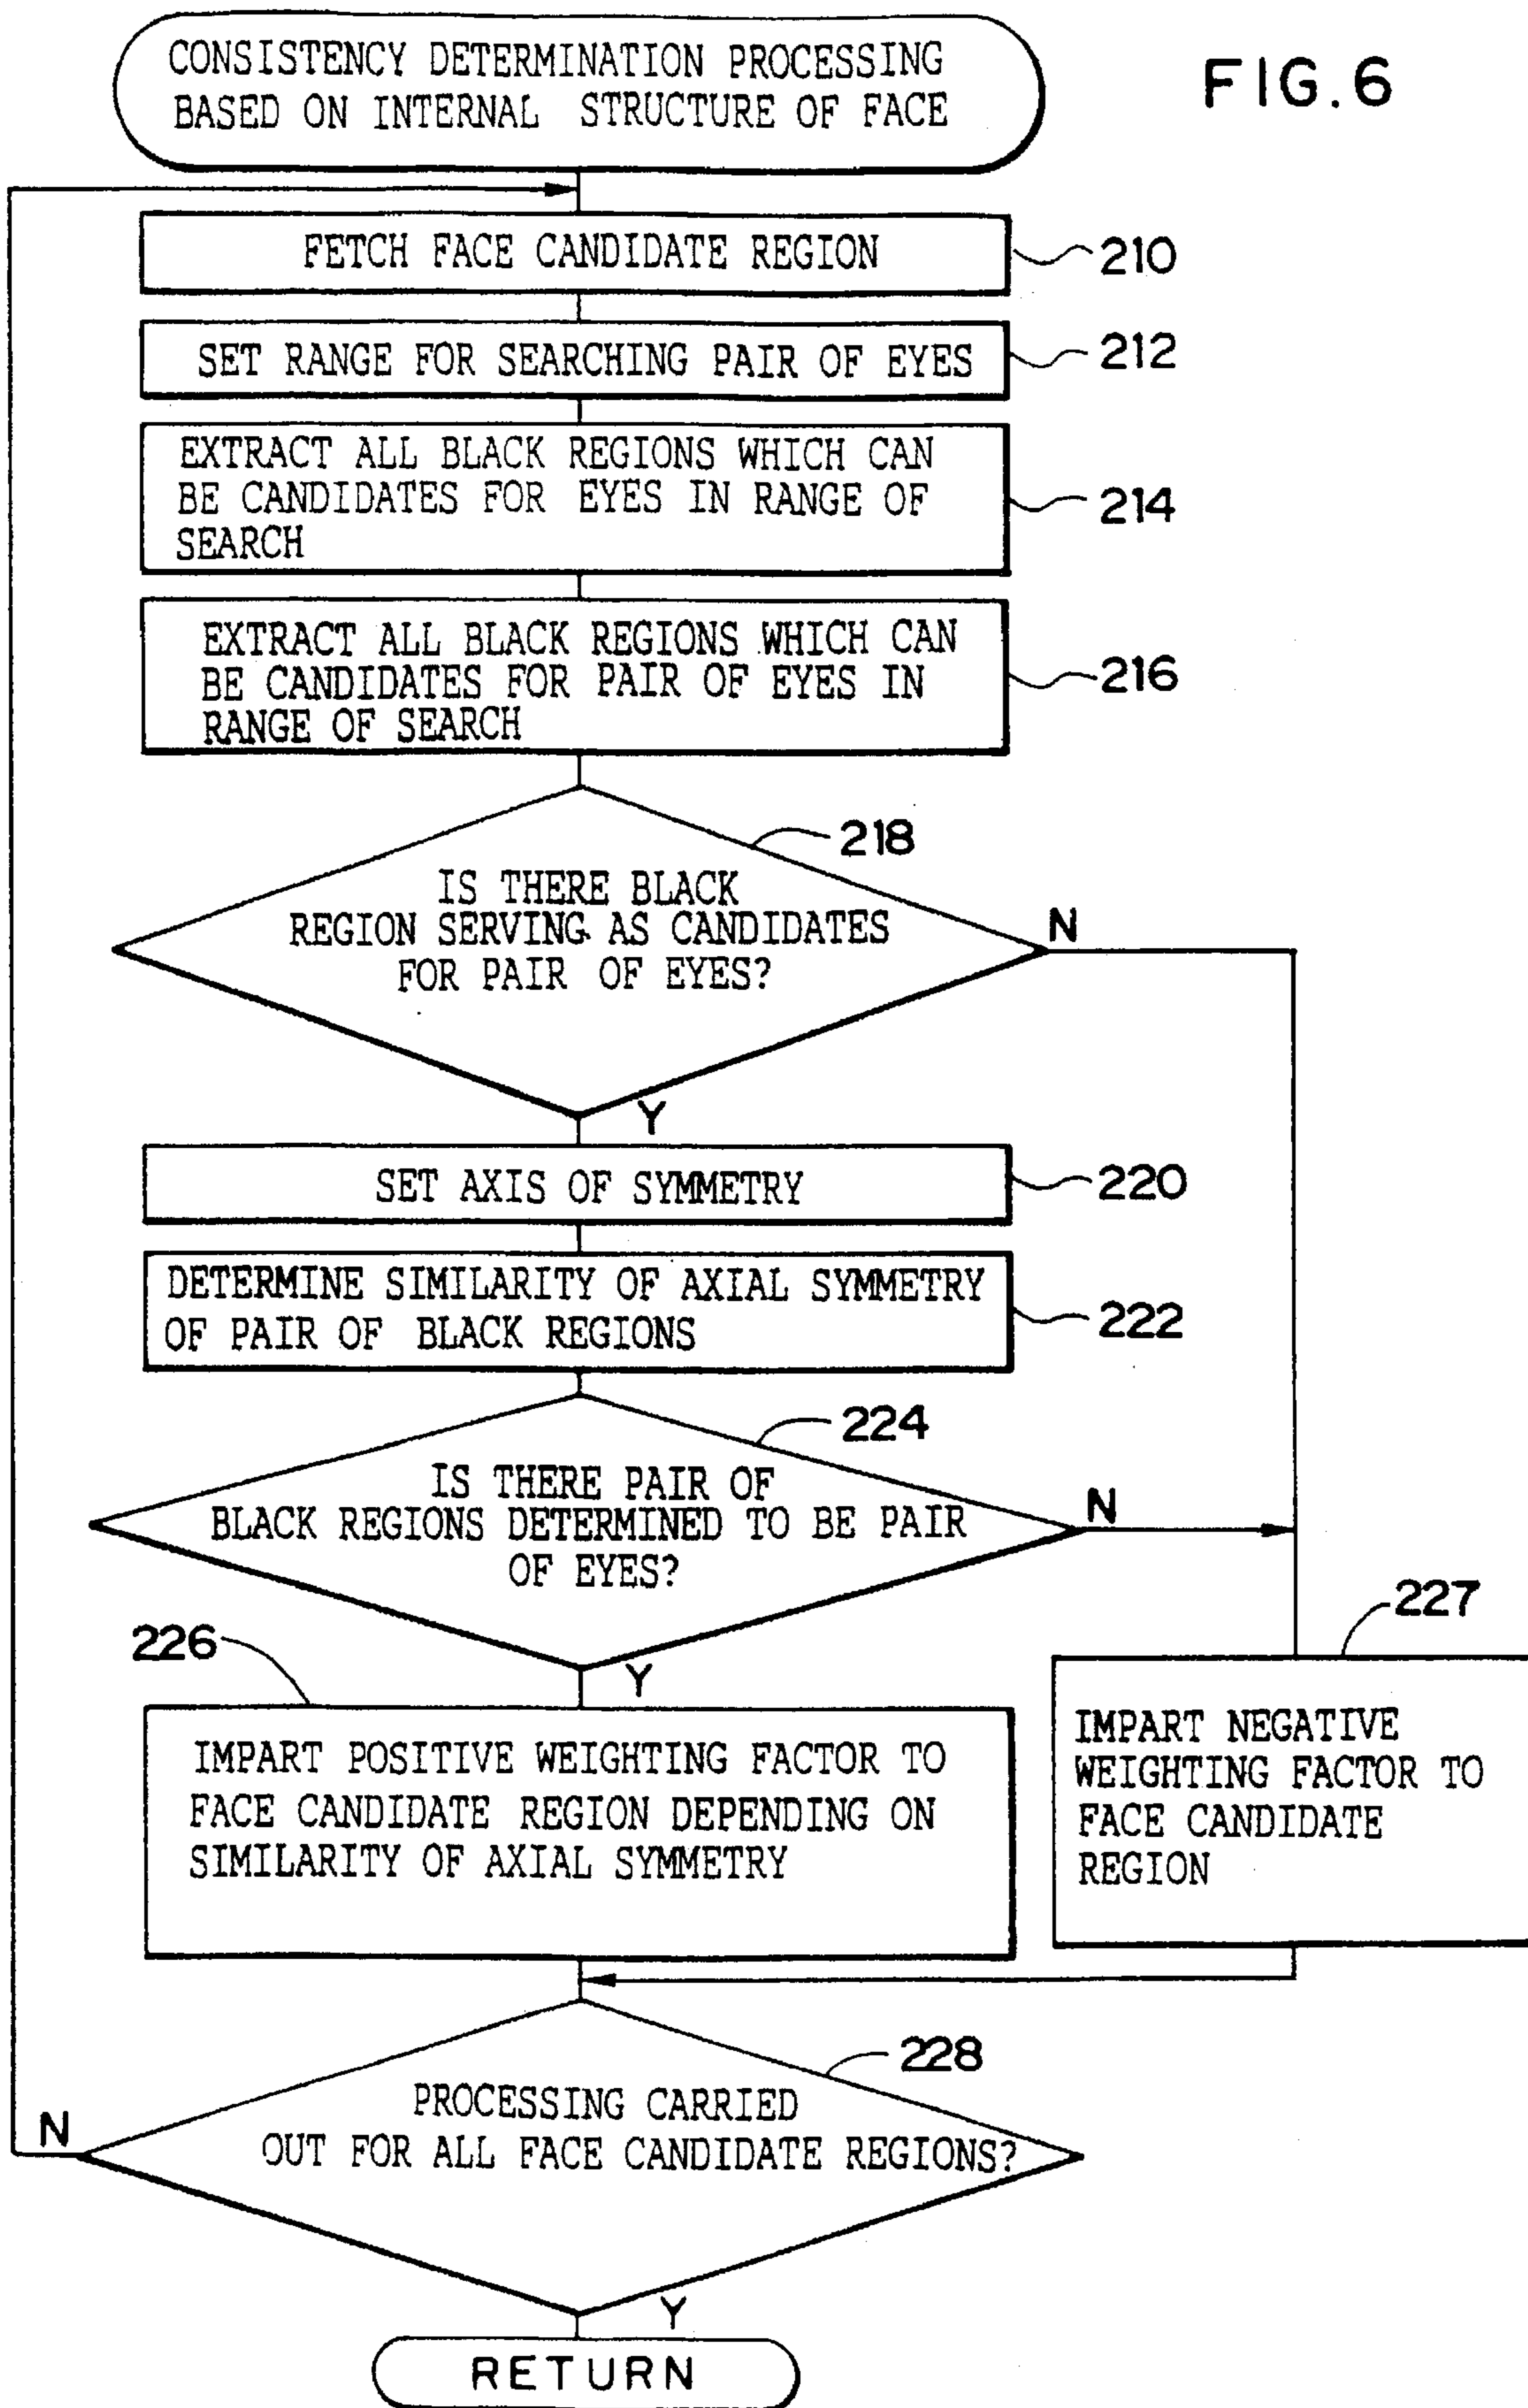 CONSISTENCY DETERMINATION PROCESSING
BASED ON INTERNAL STRUCTURE OF FACE
FIG.6
FETCH FACE CANDIDATE REGION
210
SET RANGE FOR SEARCHING PAIR OF EYES
212
EXTRACT ALL BLACK REGIONS WHICH CAN
BE CANDIDATES FOR EYES IN RANGE OF
SEARCH
214
EXTRACT ALL BLACK REGIONS WHICH CAN
BE CANDIDATES FOR PAIR OF EYES IN
RANGE OF SEARCH
216
218
IS THERE BLACK
REGION SERVING AS CANDIDATES
FOR PAIR OF EYES?
N
Y
SET AXIS OF SYMMETRY
220
DETERMINE SIMILARITY OF AXIAL SYMMETRY
OF PAIR OF BLACK REGIONS
222
224
IS THERE PAIR OF
BLACK REGIONS DETERMINED TO BE PAIR
OF EYES?
N
Y
226
IMPART POSITIVE WEIGHTING FACTOR TO
FACE CANDIDATE REGION DEPENDING ON
SIMILARITY OF AXIAL SYMMETRY
227
IMPART NEGATIVE
WEIGHTING FACTOR TO
FACE CANDIDATE
REGION
228
PROCESSING CARRIED
OUT FOR ALL FACE CANDIDATE REGIONS?
N
Y
RETURN